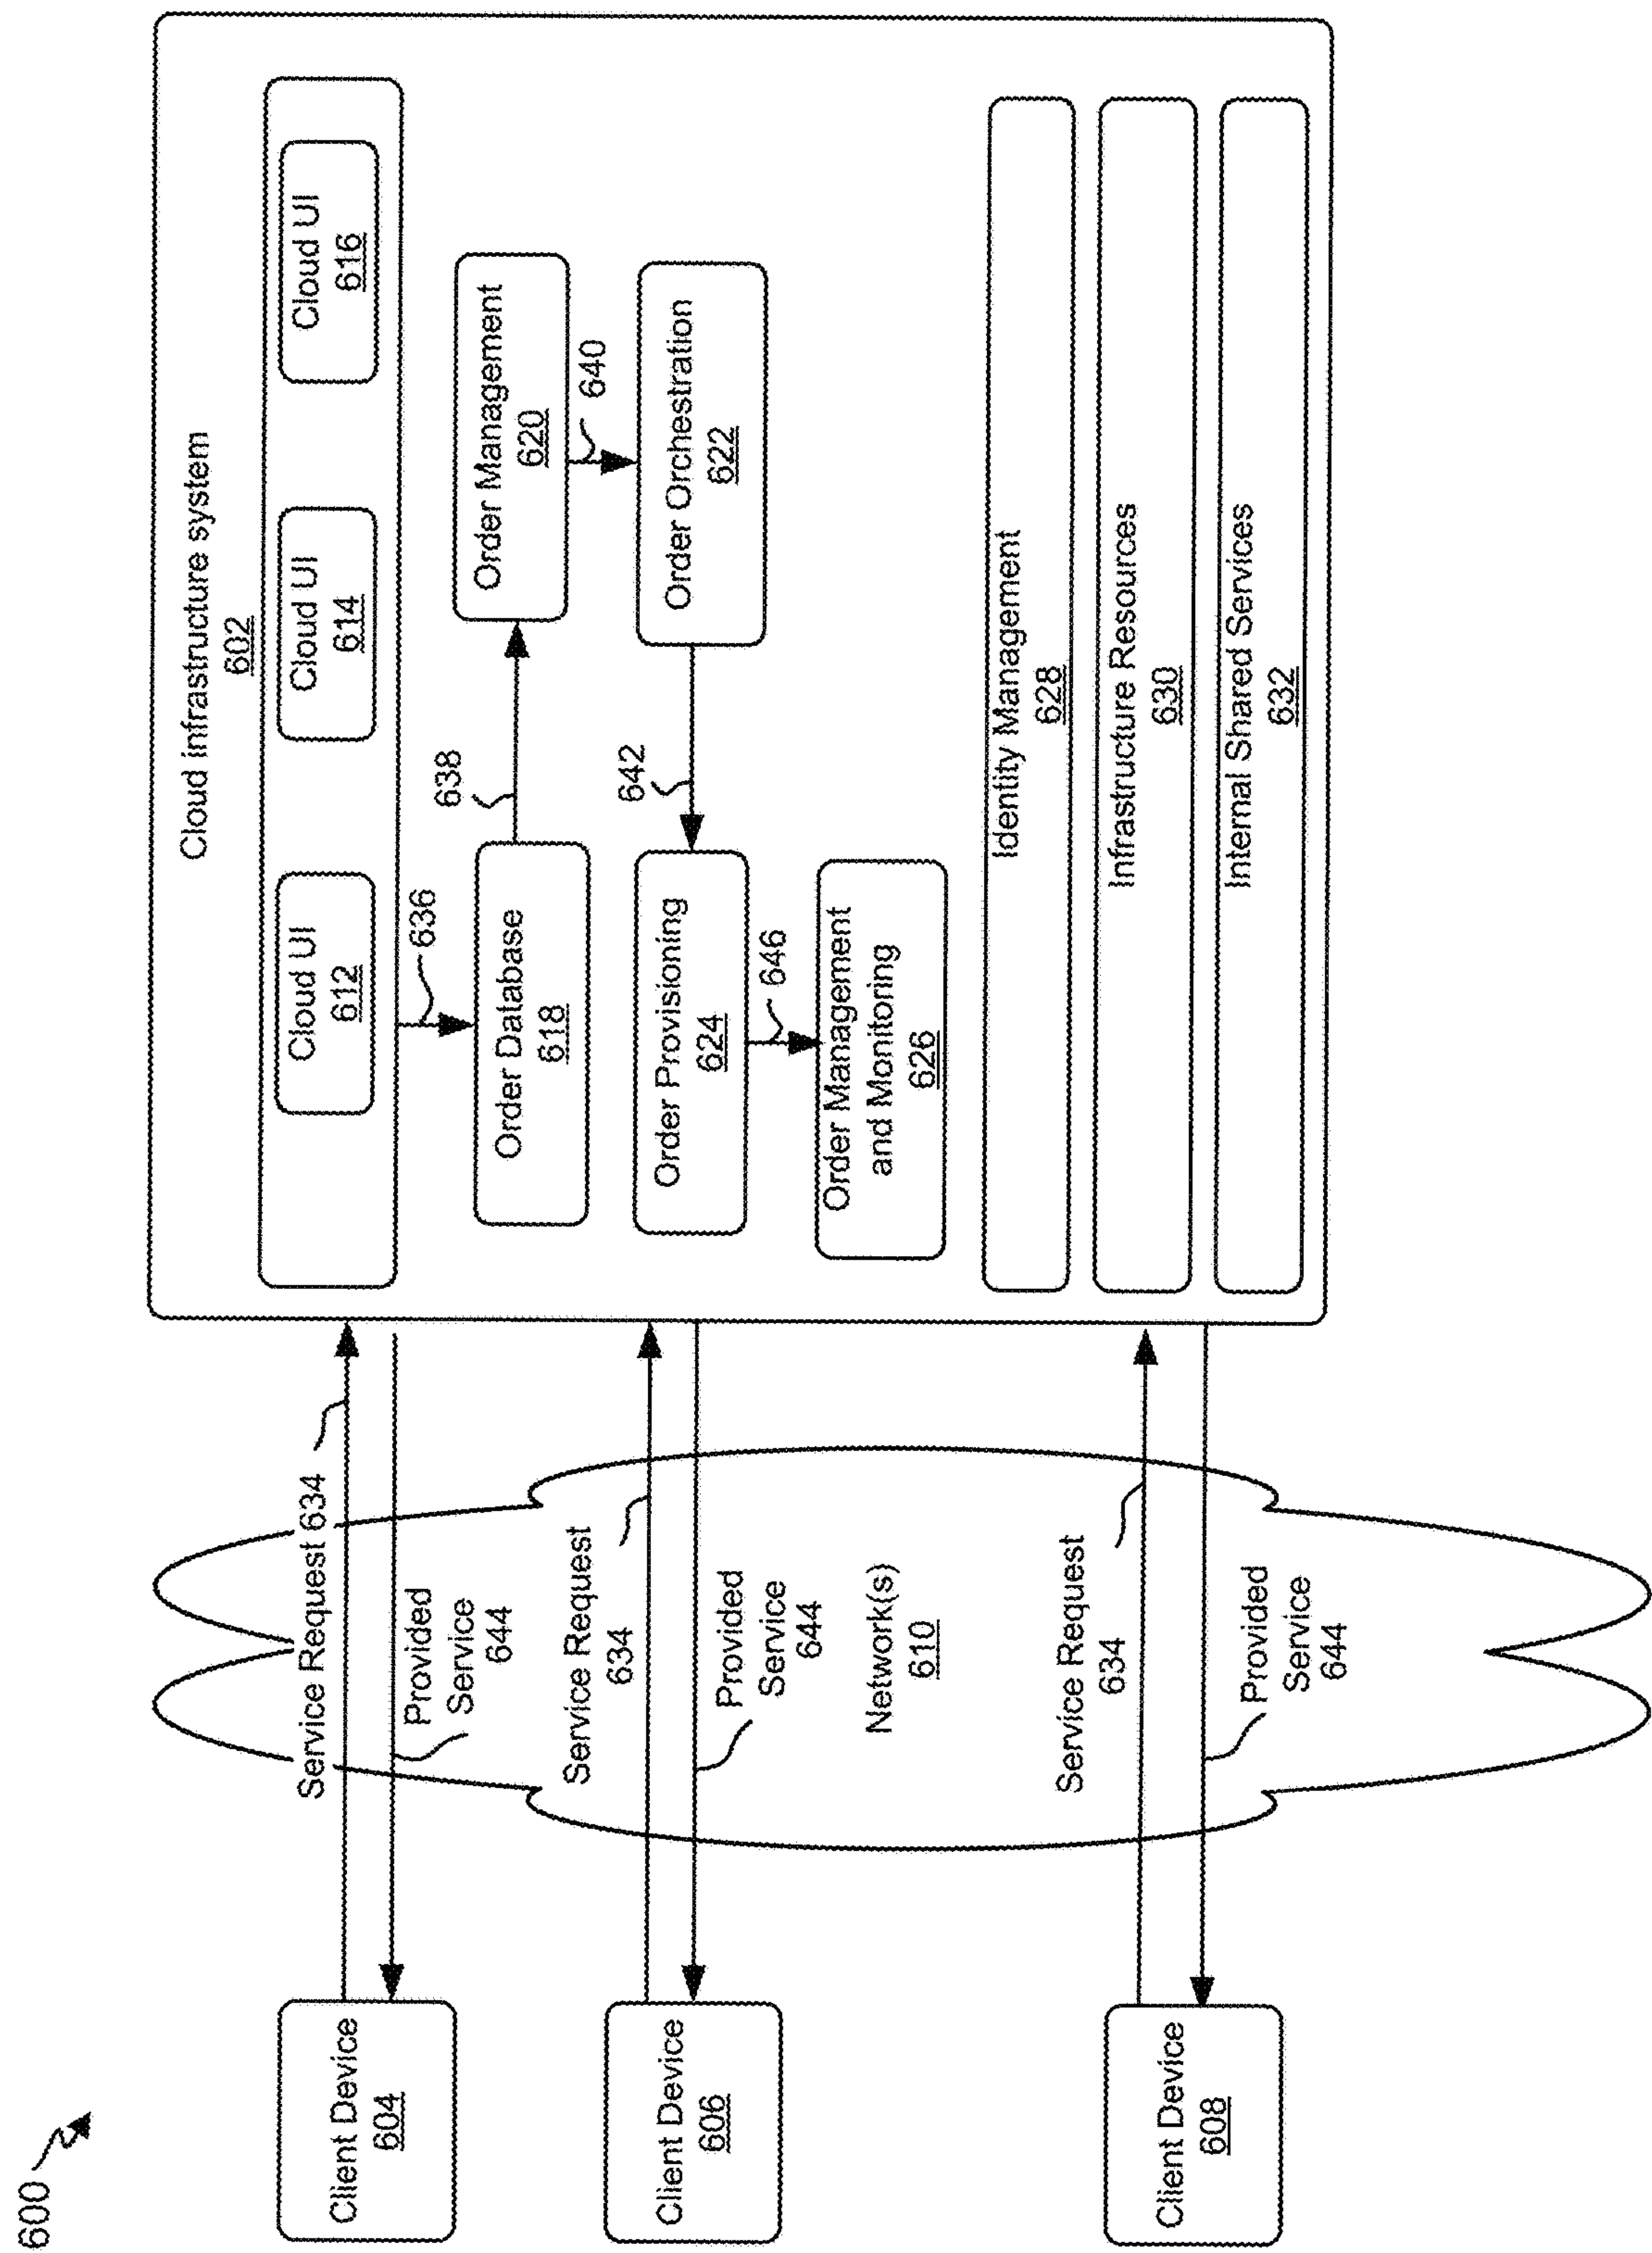 600
Cloud infrastructure system
602
Cloud UI
612
Cloud UI
614
Cloud UI
616
636
Order Database
618
638
Order Management
620
640
Order Orchestration
622
642
Order Provisioning
624
646
Order Management
and Monitoring
626
Identity Management
628
Infrastructure Resources
630
Internal Shared Services
632
Service Request 634
Provided
Service
644
Service Request
634
Provided
Service
644
Network(s)
610
Service Request
634
Provided
Service
644
Client Device
604
Client Device
606
Client Device
608